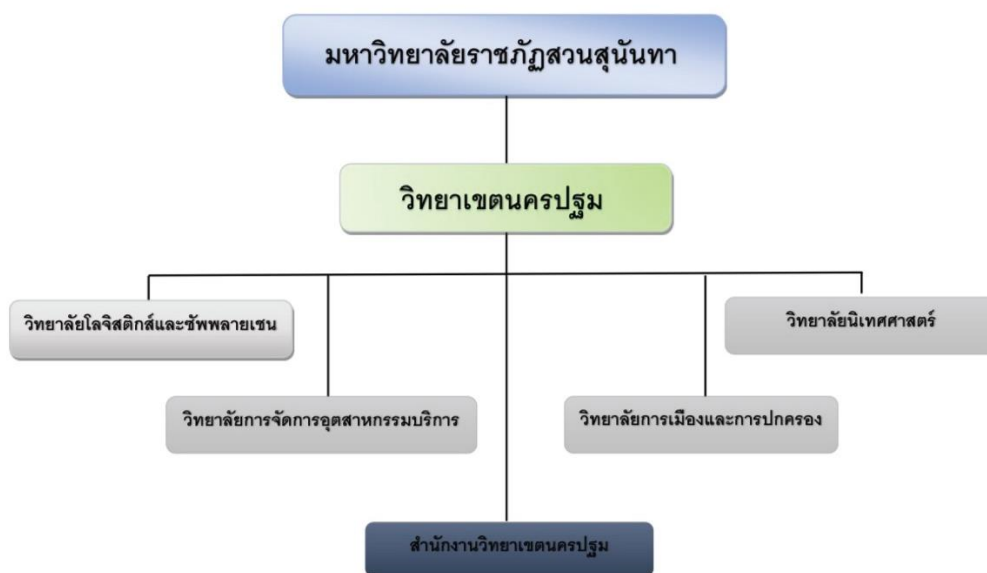 มหาวิทยาลัยราชภัฏสวนสุนันทา
วิทยาเขตนครปฐม
วิทยาลัยโลจิสติกส์และซัพพลายเชน
วิทยาลัยนิเทศศาสตร์
วิทยาลัยการจัดการอุตสาหกรรมบริการ
วิทยาลัยการเมืองและการปกครอง
สำนักงานวิทยาเขตนครปฐม